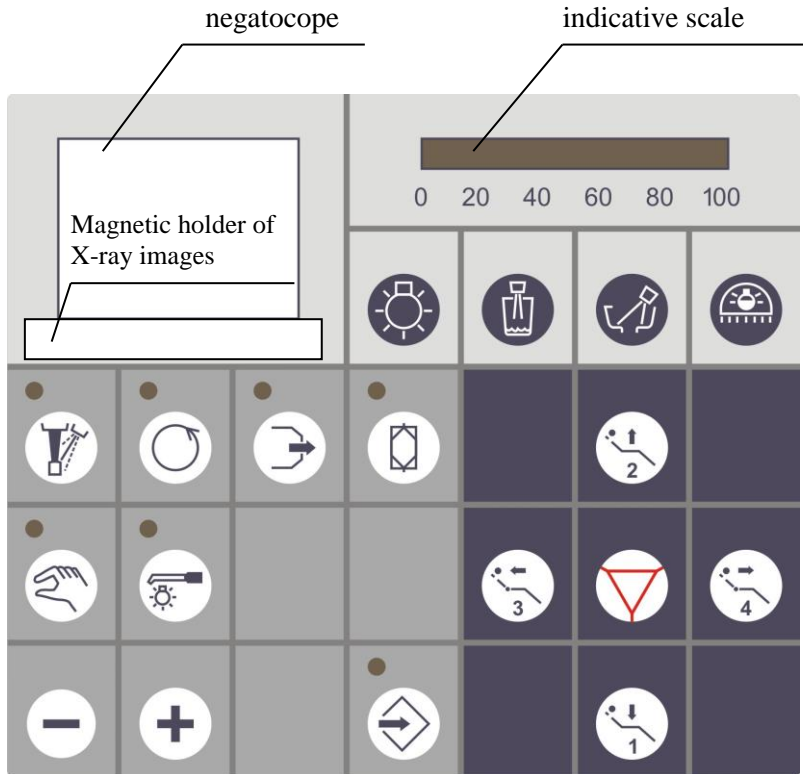 negatocope
indicative scale
0 20 40 60 80 100
Magnetic holder of
X-ray images
2
3
4
1